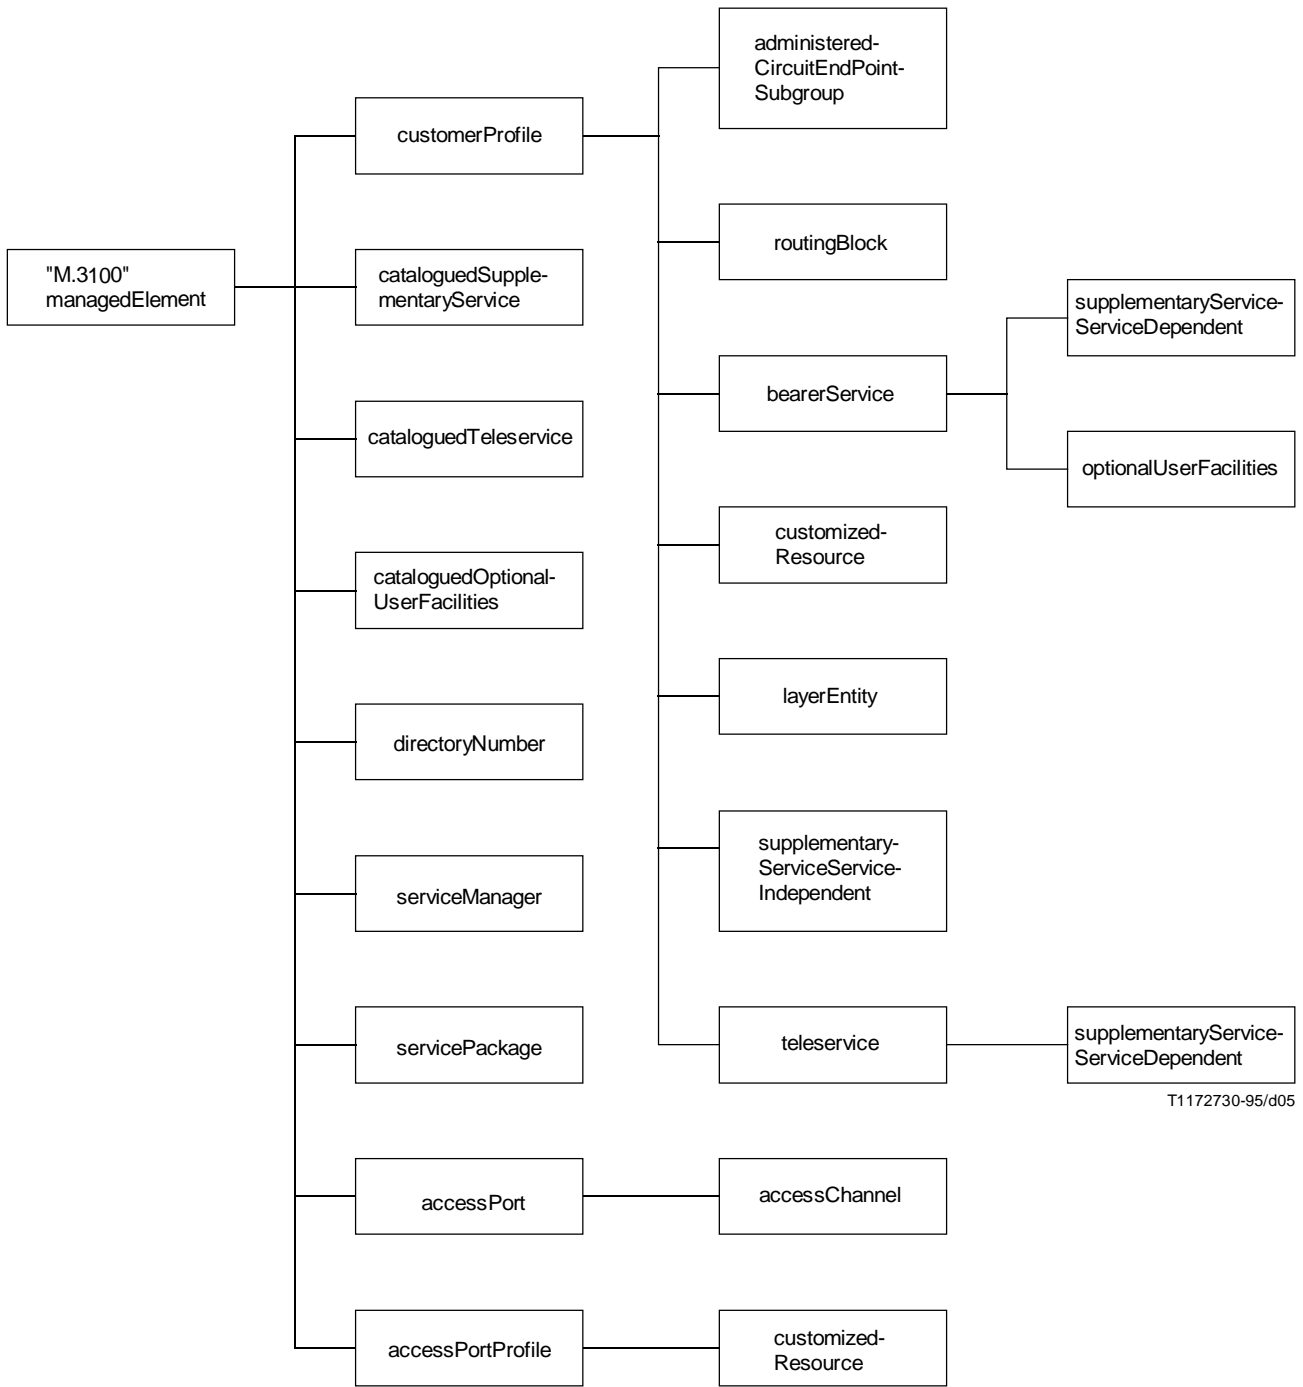 administered-
CircuitEndPoint-
Subgroup
customerProfile
routingBlock
"M.3100"
managedElement
cataloguedSupple-
mentaryService
supplementaryService-
ServiceDependent
bearerService
cataloguedTeleservice
optionalUserFacilities
customized-
Resource
cataloguedOptional-
UserFacilities
layerEntity
directoryNumber
supplementary-
ServiceService-
Independent
serviceManager
servicePackage
teleservice
supplementaryService-
ServiceDependent
T1172730-95/d05
accessPort
accessChannel
accessPortProfile
customized-
Resource